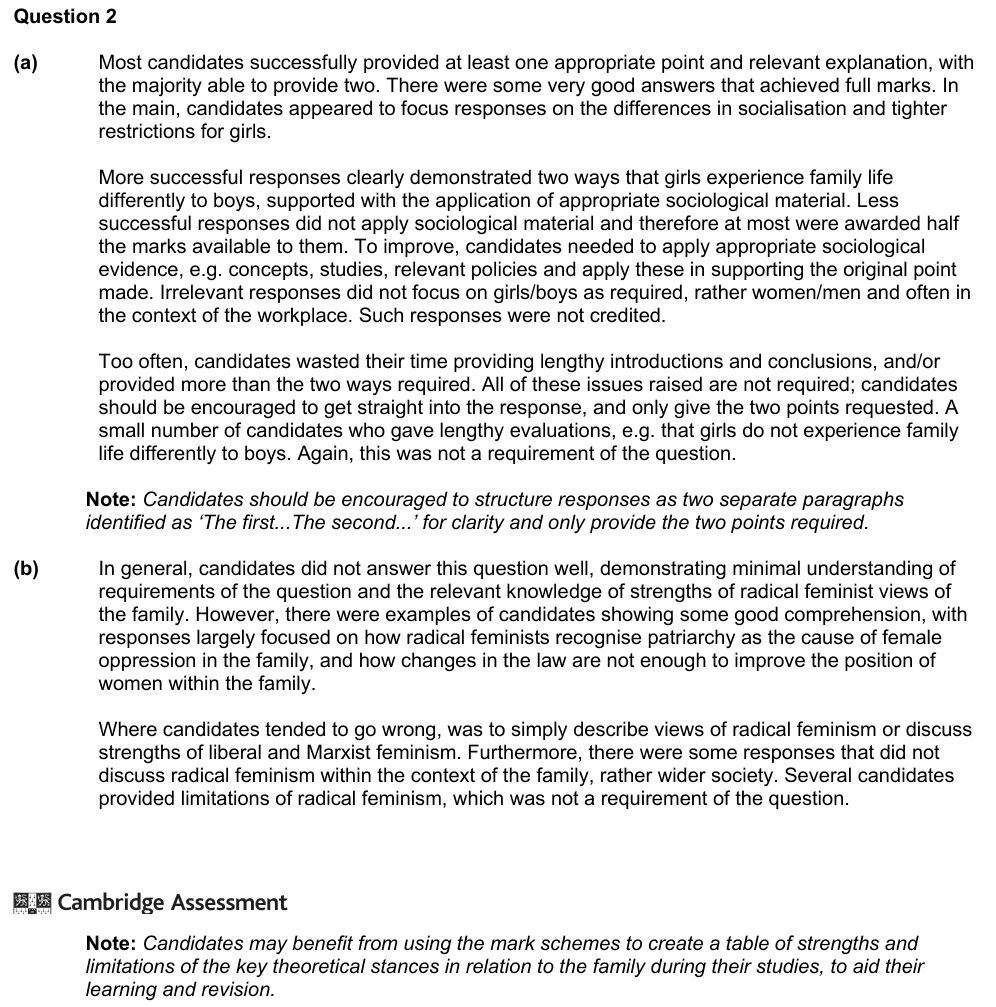 Question 2
(a) Most candidates successfully provided at least one appropriate point and relevant explanation, with
the majority able to provide two. There were some very good answers that achieved full marks. In
the main, candidates appeared to focus responses on the differences in socialisation and tighter
restrictions for girls.
More successful responses clearly demonstrated two ways that girls experience family life
differently to boys, supported with the application of appropriate sociological material. Less
successful responses did not apply sociological material and therefore at most were awarded half
the marks available to them. To improve, candidates needed to apply appropriate sociological
evidence, e.g. concepts, studies, relevant policies and apply these in supporting the original point
made. Irrelevant responses did not focus on girls/boys as required, rather women/men and often in
the context of the workplace. Such responses were not credited.
Too often, candidates wasted their time providing lengthy introductions and conclusions, and/or
provided more than the two ways required. All of these issues raised are not required; candidates
should be encouraged to get straight into the response, and only give the two points requested. A
small number of candidates who gave lengthy evaluations, e.g. that girls do not experience family
life differently to boys. Again, this was not a requirement of the question.
Note: Candidates should be encouraged to structure responses as two separate paragraphs
identified as ‘The first...The second...’ for clarity and only provide the two points required.
(b) In general, candidates did not answer this question well, demonstrating minimal understanding of
requirements of the question and the relevant knowledge of strengths of radical feminist views of
the family. However, there were examples of candidates showing some good comprehension, with
responses largely focused on how radical feminists recognise patriarchy as the cause of female
oppression in the family, and how changes in the law are not enough to improve the position of
women within the family.
Where candidates tended to go wrong, was to simply describe views of radical feminism or discuss
strengths of liberal and Marxist feminism. Furthermore, there were some responses that did not
discuss radical feminism within the context of the family, rather wider society. Several candidates
provided limitations of radical feminism, which was not a requirement of the question.
Cambridge Assessment
Note: Candidates may benefit from using the mark schemes to create a table of strengths and
limitations of the key theoretical stances in relation to the family during their studies, to aid their
learning and revision.